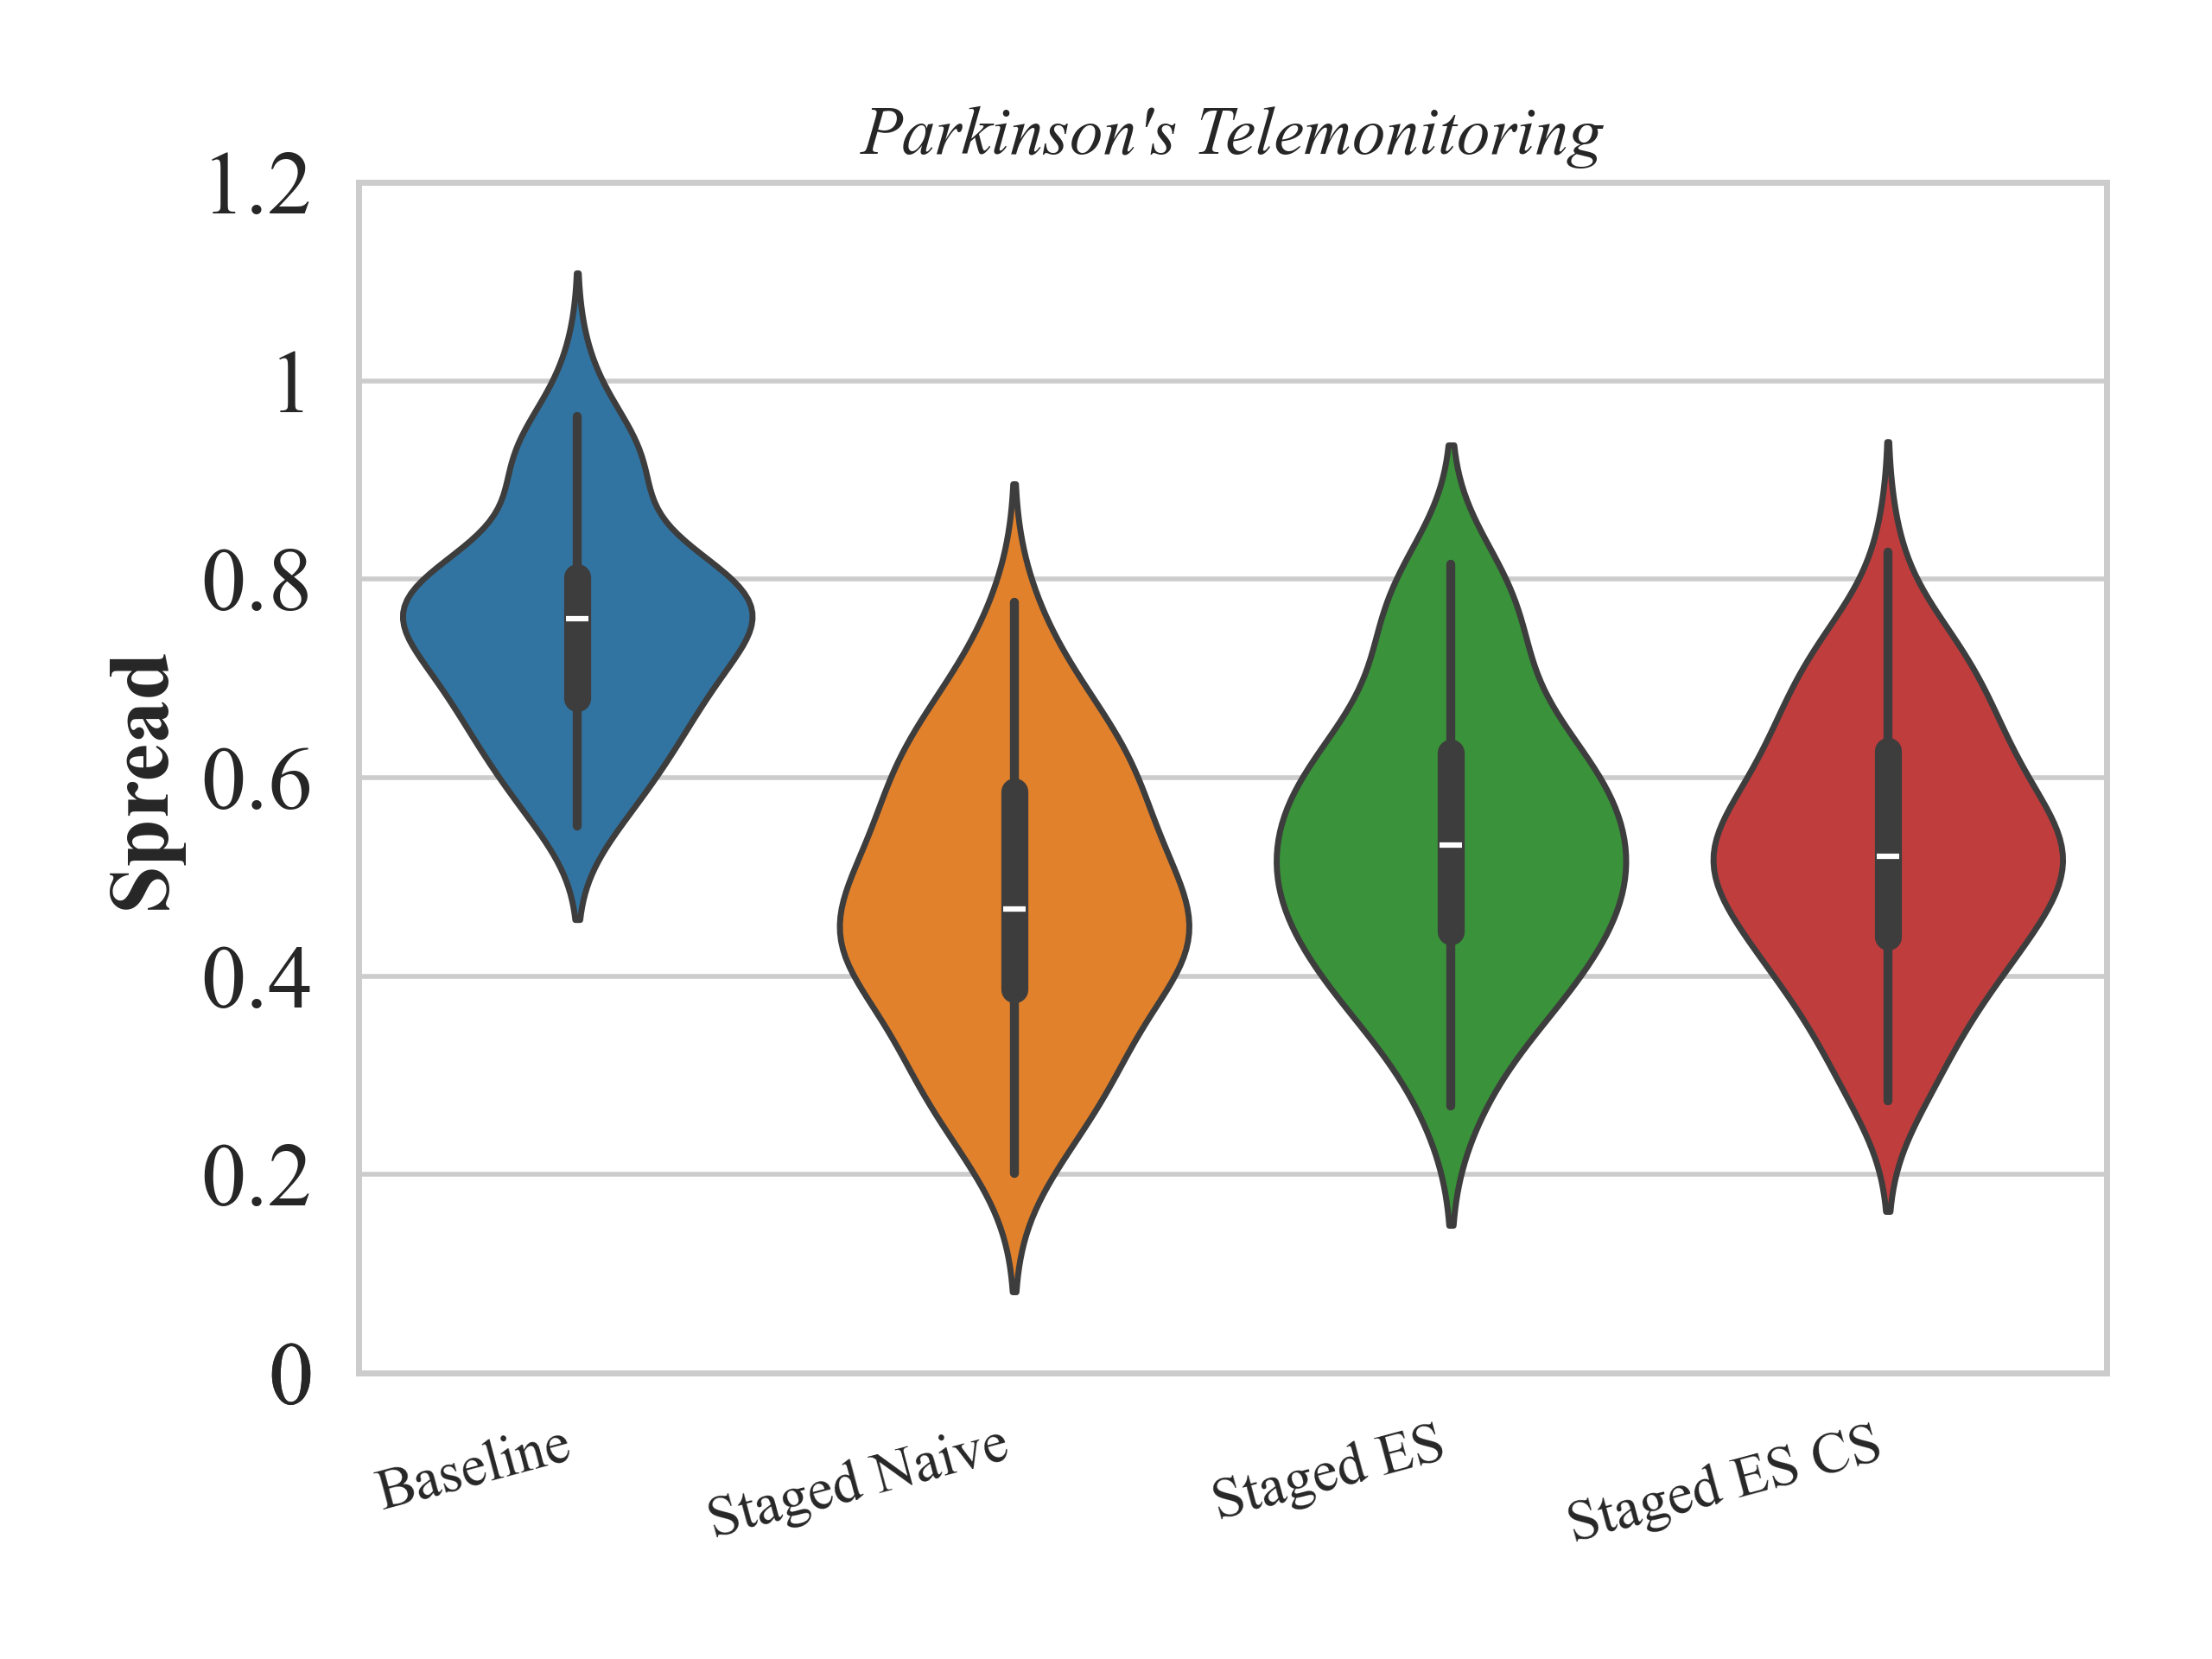 Parkinson's Telemonitoring
1.2
1
0.8
0.6
0.4
0.2
0
Spread
Baseline
Staged Naive
Staged ES
Staged ES CS